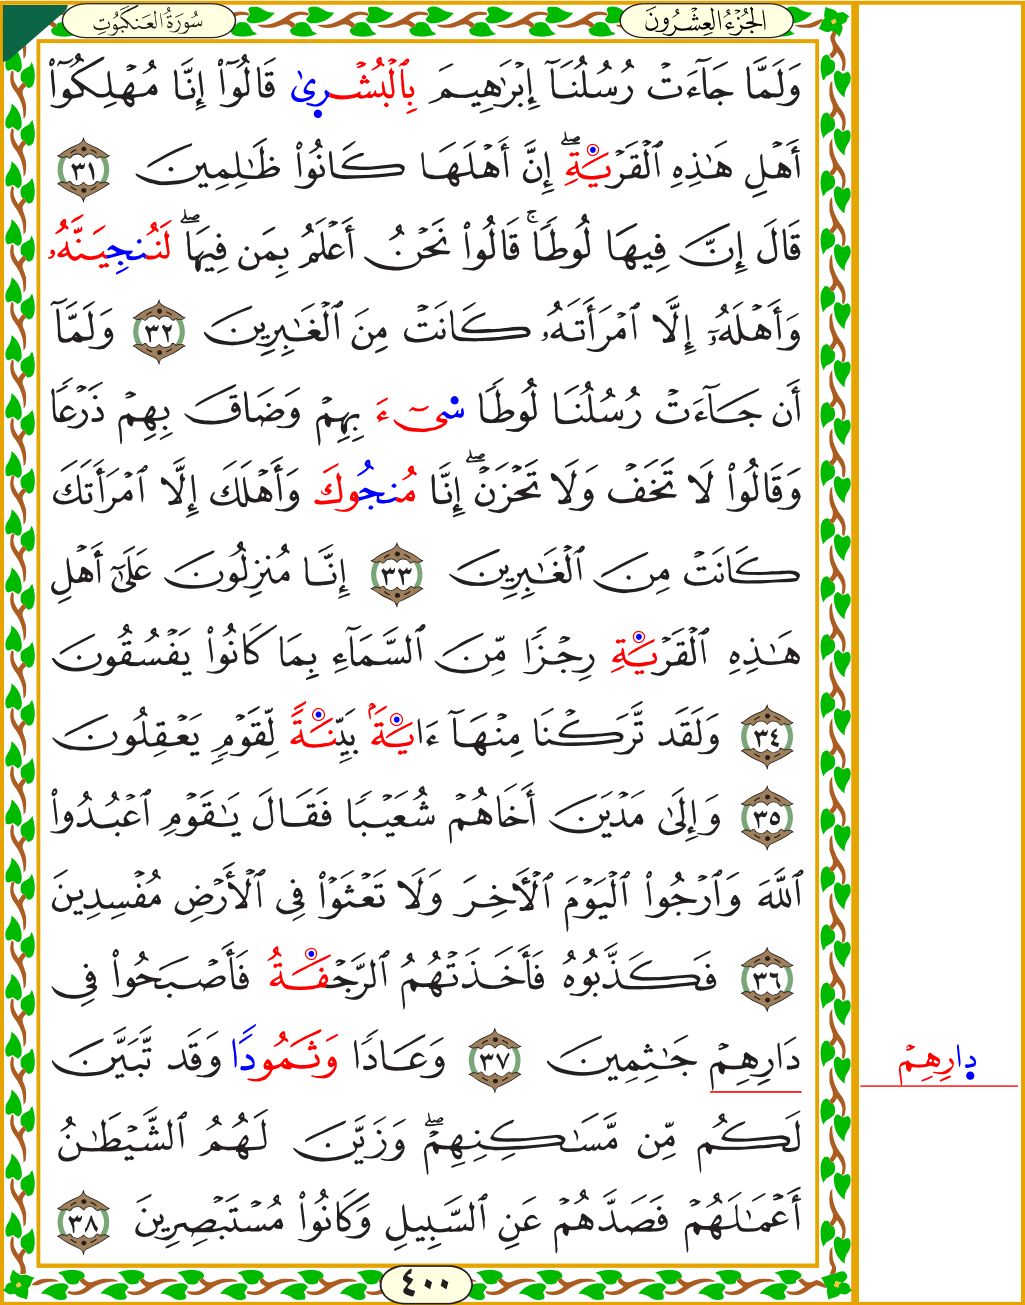 الجُزْءُ العِشْرُونَ
سُورَةُ العَنكَبُوتِ
وَلَمَّا جَآءَتْ رُسُلُنَآ إِبْرَٰهِيمَ بِٱلْبُشْرِىٰ قَالُوٓا۟ إِنَّا مُهْلِكُوٓا۟
أَهْلِ هَٰذِهِ ٱلْقَرْيَةِ ۖ إِنَّ أَهْلَهَا كَانُوا۟ ظَٰلِمِينَ ٣١
قَالَ إِنَّ فِيهَا لُوطًا ۚ قَالُوا۟ نَحْنُ أَعْلَمُ بِمَن فِيهَا ۖ لَنُنجِيَنَّهُۥ
وَأَهْلَهُۥٓ إِلَّا ٱمْرَأَتَهُۥ كَانَتْ مِنَ ٱلْغَٰبِرِينَ ٣٢ وَلَمَّآ
أَن جَآءَتْ رُسُلُنَا لُوطًا سِىٓءَ بِهِمْ وَضَاقَ بِهِمْ ذَرْعًا
وَقَالُوا۟ لَا تَخَفْ وَلَا تَحْزَنْ ۖ إِنَّا مُنجُوكَ وَأَهْلَكَ إِلَّا ٱمْرَأَتَكَ
كَانَتْ مِنَ ٱلْغَٰبِرِينَ ٣٣ إِنَّا مُنزِلُونَ عَلَىٰٓ أَهْلِ
هَٰذِهِ ٱلْقَرْيَةِ رِجْزًا مِّنَ ٱلسَّمَآءِ بِمَا كَانُوا۟ يَفْسُقُونَ
٣٤ وَلَقَد تَّرَكْنَا مِنْهَآ ءَايَةًۢ بَيِّنَةً لِّقَوْمٍ يَعْقِلُونَ
٣٥ وَإِلَىٰ مَدْيَنَ أَخَاهُمْ شُعَيْبًا فَقَالَ يَٰقَوْمِ ٱعْبُدُوا۟
ٱللَّهَ وَٱرْجُوا۟ ٱلْيَوْمَ ٱلْأَخِرَ وَلَا تَعْثَوْا۟ فِى ٱلْأَرْضِ مُفْسِدِينَ
٣٦ فَكَذَّبُوهُ فَأَخَذَتْهُمُ ٱلرَّجْفَةُ فَأَصْبَحُوا۟ فِى
دَارِهِمْ جَٰثِمِينَ ٣٧ وَعَادًا وَثَمُودًا وَقَد تَّبَيَّنَ
دِارِهِمْ
لَكُم مِّن مَّسَٰكِنِهِمْ ۖ وَزَيَّنَ لَهُمُ ٱلشَّيْطَٰنُ
أَعْمَٰلَهُمْ فَصَدَّهُمْ عَنِ ٱلسَّبِيلِ وَكَانُوا۟ مُسْتَبْصِرِينَ ٣٨
٤٠٠